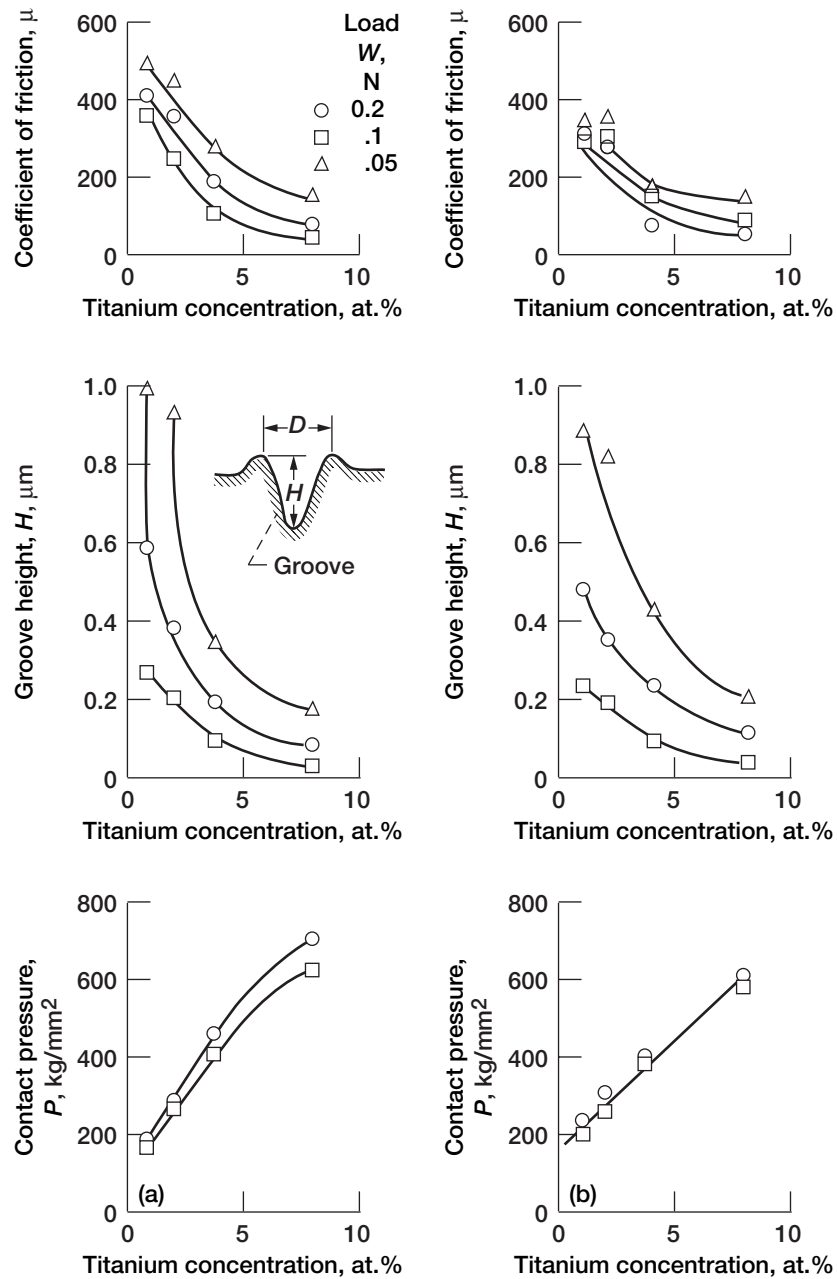 Coefficient of friction, μ
600
400
200
0
0
5
10
Titanium concentration, at.%
Load
W,
N
0.2
.1
.05
Coefficient of friction, μ
600
400
200
0
0
5
10
Titanium concentration, at.%
Groove height, H, μm
1.0
0.8
0.6
0.4
0.2
0
0
5
10
Titanium concentration, at.%
D
H
Groove
Groove height, H, μm
1.0
0.8
0.6
0.4
0.2
0
0
5
10
Titanium concentration, at.%
Contact pressure,
P, kg/mm²
800
600
400
200
0
(a)
0
5
10
Titanium concentration, at.%
Contact pressure,
P, kg/mm²
800
600
400
200
0
(b)
0
5
10
Titanium concentration, at.%